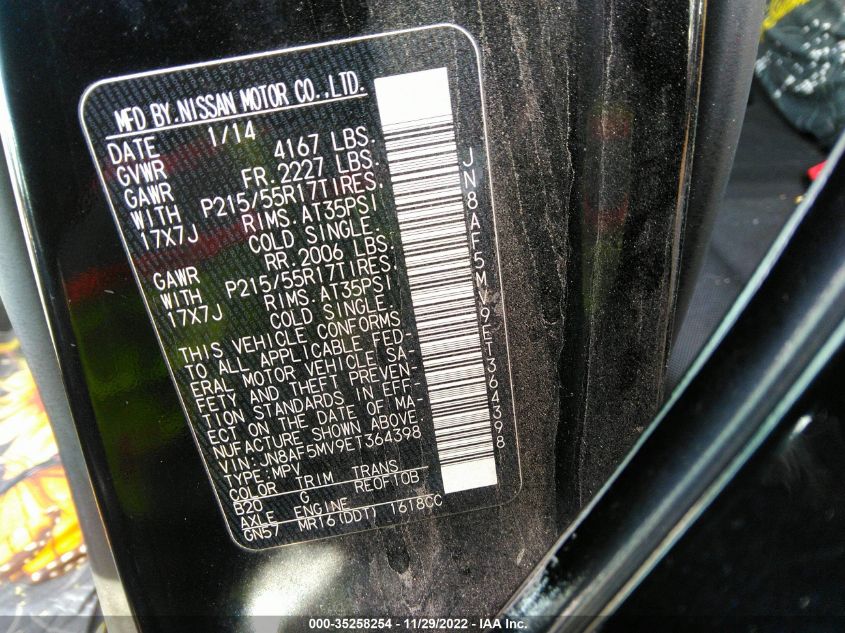 MFD BY.NISSAN MOTOR CO.,LTD.
DATE 1/14
GVWR 4167 LBS.
GAWR FR.2227 LBS.
WITH P215/55R17TIRES.
17X7J RIMS.AT35PSI
COLD SINGLE.
GAWR RR.2006 LBS.
WITH P215/55R17TIRES.
17X7J RIMS.AT35PSI
COLD SINGLE.
THIS VEHICLE CONFORMS
TO ALL APPLICABLE FED-
ERAL MOTOR VEHICLE SA-
FETY AND THEFT PREVEN-
TION STANDARDS IN EFF-
ECT ON THE DATE OF MA-
NUFACTURE SHOWN ABOVE.
VIN:JN8AF5MV9ET364398
TYPE:MPV
COLOR TRIM TRANS
B20 G RE0F10B
AXLE ENGINE
GN57 MR16(DDT) 1618CC
JN8AF5MV9ET364398
000-35258254 - 11/29/2022 - IAA Inc.